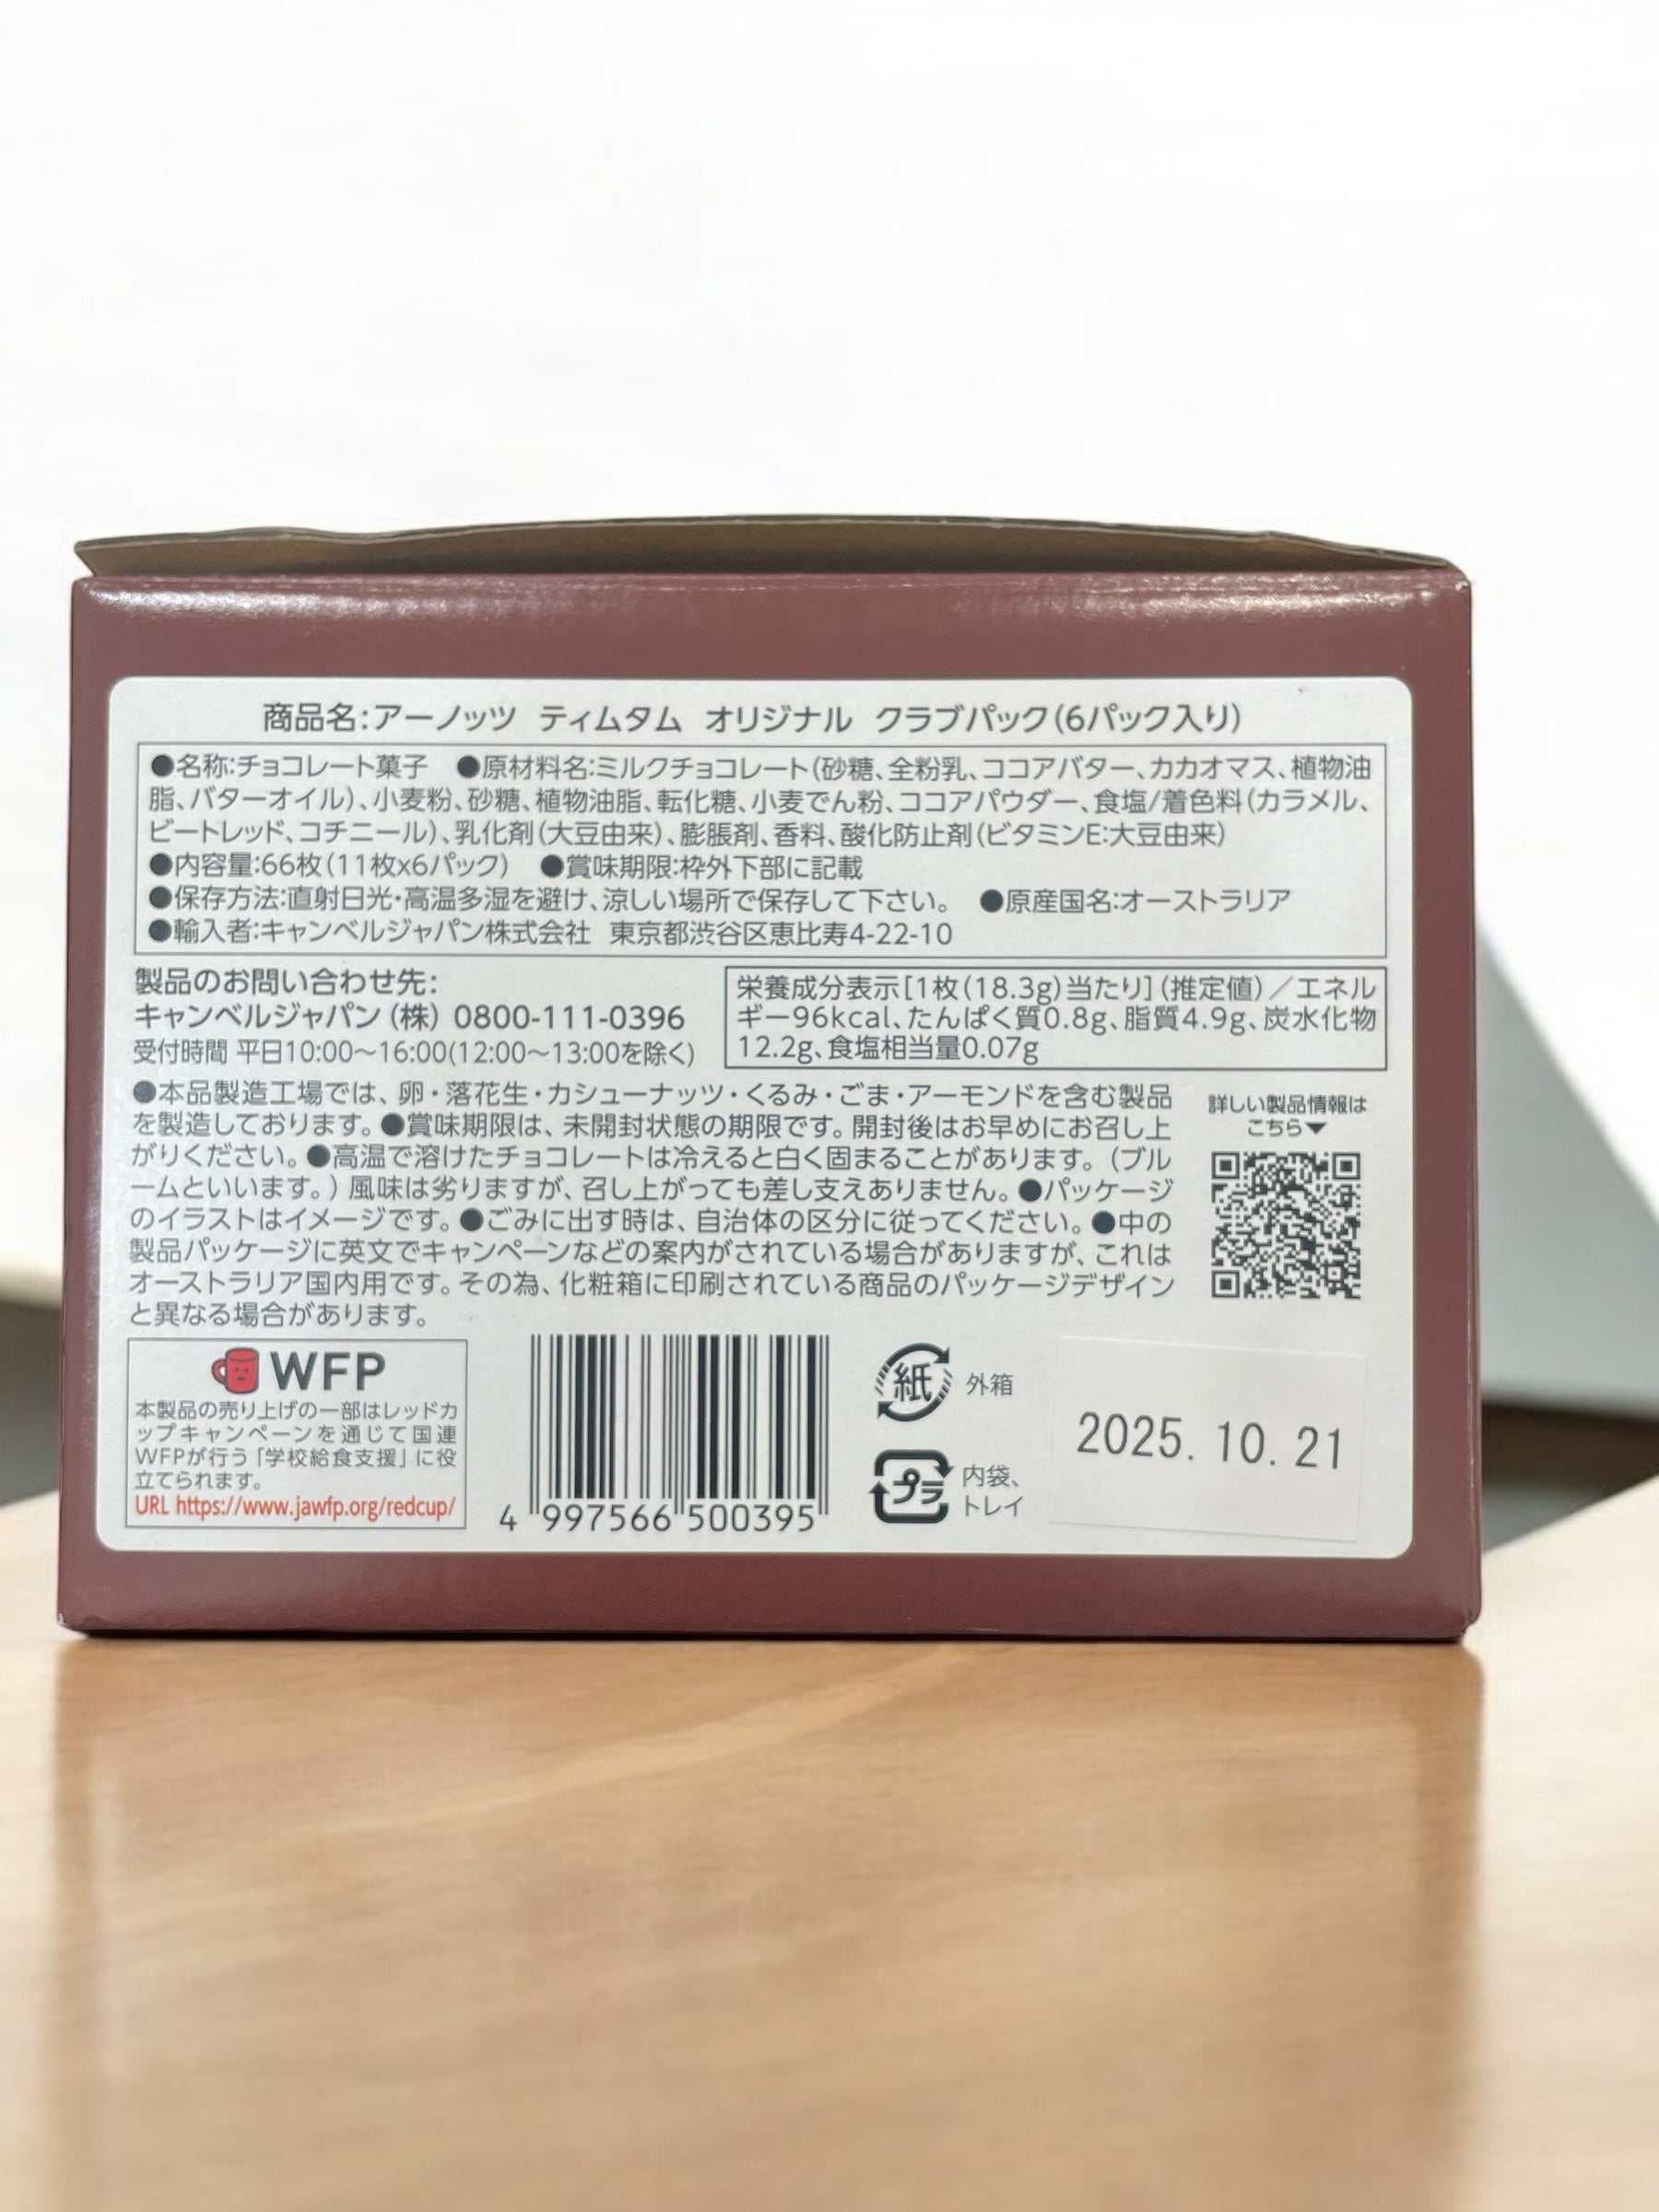 商品名：アーノッツ ティムタム オリジナル クラブパック（6パック入り）
●名称：チョコレート菓子 ●原材料名：ミルクチョコレート（砂糖、全粉乳、ココアバター、カカオマス、植物油
脂、バターオイル）、小麦粉、砂糖、植物油脂、転化糖、小麦でん粉、ココアパウダー、食塩/着色料（カラメル、
ビートレッド、コチニール）、乳化剤（大豆由来）、膨脹剤、香料、酸化防止剤（ビタミンE：大豆由来）
●内容量：66枚（11枚x6パック） ●賞味期限：枠外下部に記載
●保存方法：直射日光・高温多湿を避け、涼しい場所で保存して下さい。 ●原産国名：オーストラリア
●輸入者：キャンベルジャパン株式会社 東京都渋谷区恵比寿4-22-10
製品のお問い合わせ先：
キャンベルジャパン（株） 0800-111-0396
受付時間 平日10:00〜16:00(12:00〜13:00を除く)
栄養成分表示［1枚（18.3g）当たり］（推定値）／エネル
ギー96kcal、たんぱく質0.8g、脂質4.9g、炭水化物
12.2g、食塩相当量0.07g
●本品製造工場では、卵・落花生・カシューナッツ・くるみ・ごま・アーモンドを含む製品
を製造しております。●賞味期限は、未開封状態の期限です。開封後はお早めにお召し上
がりください。●高温で溶けたチョコレートは冷えると白く固まることがあります。（ブル
ームといいます。）風味は劣りますが、召し上がっても差し支えありません。●パッケージ
のイラストはイメージです。●ごみに出す時は、自治体の区分に従ってください。●中の
製品パッケージに英文でキャンペーンなどの案内がされている場合がありますが、これは
オーストラリア国内用です。その為、化粧箱に印刷されている商品のパッケージデザイン
と異なる場合があります。
詳しい製品情報は
こちら▼
WFP
本製品の売り上げの一部はレッドカ
ップキャンペーンを通じて国連
WFPが行う「学校給食支援」に役
立てられます。
URL https://www.jawfp.org/redcup/
4 997566 500395
紙 外箱
プラ 内袋、
トレイ
2025.10.21